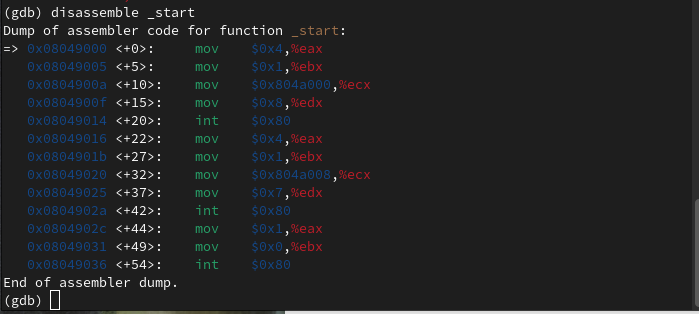 (gdb) disassemble _start
Dump of assembler code for function _start:
=> 0x08049000 <+0>:     mov    $0x4,%eax
   0x08049005 <+5>:     mov    $0x1,%ebx
   0x0804900a <+10>:    mov    $0x804a000,%ecx
   0x0804900f <+15>:    mov    $0x8,%edx
   0x08049014 <+20>:    int    $0x80
   0x08049016 <+22>:    mov    $0x4,%eax
   0x0804901b <+27>:    mov    $0x1,%ebx
   0x08049020 <+32>:    mov    $0x804a008,%ecx
   0x08049025 <+37>:    mov    $0x7,%edx
   0x0804902a <+42>:    int    $0x80
   0x0804902c <+44>:    mov    $0x1,%eax
   0x08049031 <+49>:    mov    $0x0,%ebx
   0x08049036 <+54>:    int    $0x80
End of assembler dump.
(gdb)